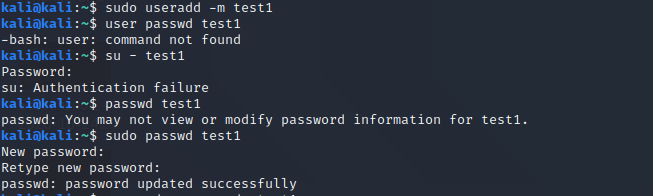 kali@kali:~$ sudo useradd -m test1
kali@kali:~$ user passwd test1
-bash: user: command not found
kali@kali:~$ su - test1
Password:
su: Authentication failure
kali@kali:~$ passwd test1
passwd: You may not view or modify password information for test1.
kali@kali:~$ sudo passwd test1
New password:
Retype new password:
passwd: password updated successfully